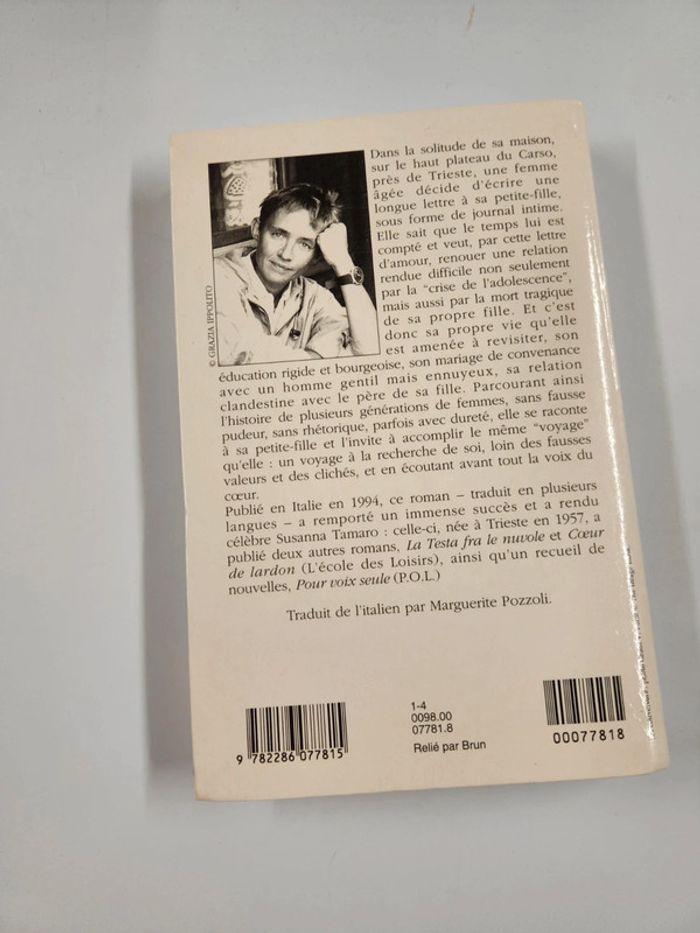 © GRAZIA IPPOLITO
Dans la solitude de sa maison,
sur le haut plateau du Carso,
près de Trieste, une femme
âgée décide d'écrire une
longue lettre à sa petite-fille,
sous forme de journal intime.
Elle sait que le temps lui est
compté et veut, par cette lettre
d'amour, renouer une relation
rendue difficile non seulement
par la "crise de l'adolescence",
mais aussi par la mort tragique
de sa propre fille. Et c'est
donc sa propre vie qu'elle
est amenée à revisiter, son
éducation rigide et bourgeoise, son mariage de convenance
avec un homme gentil mais ennuyeux, sa relation
clandestine avec le père de sa fille. Parcourant ainsi
l'histoire de plusieurs générations de femmes, sans fausse
pudeur, sans rhétorique, parfois avec dureté, elle se raconte
à sa petite-fille et l'invite à accomplir le même "voyage"
qu'elle : un voyage à la recherche de soi, loin des fausses
valeurs et des clichés, et en écoutant avant tout la voix du
cœur.
Publié en Italie en 1994, ce roman – traduit en plusieurs
langues – a remporté un immense succès et a rendu
célèbre Susanna Tamaro : celle-ci, née à Trieste en 1957, a
publié deux autres romans, La Testa fra le nuvole et Cœur
de lardon (L'école des Loisirs), ainsi qu'un recueil de
nouvelles, Pour voix seule (P.O.L.)
Traduit de l'italien par Marguerite Pozzoli.
9 782286 077815
1-4
0098.00
07781.8
Relié par Brun
00077818